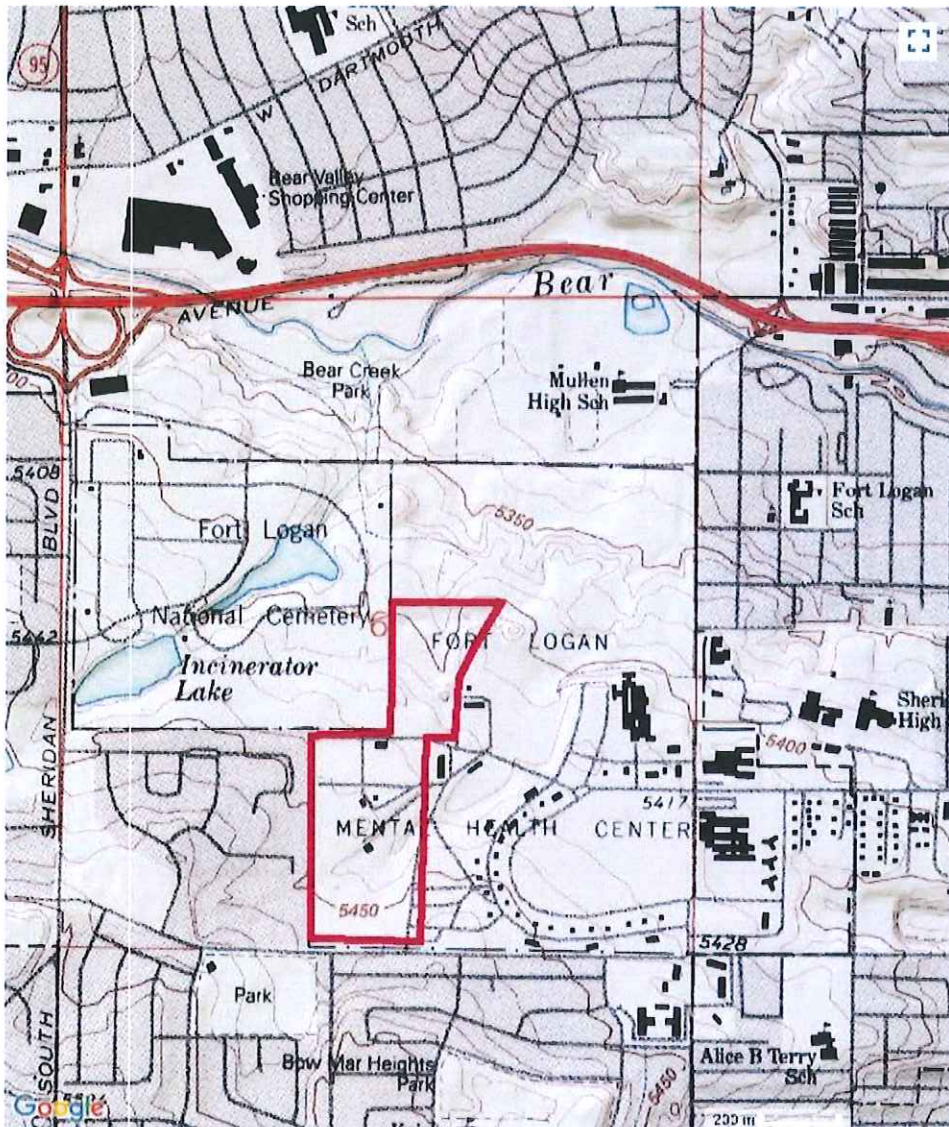 Sch
95
W DARTMOUTH
Bear Valley
Shopping Center
Bear
AVENUE
Bear Creek
Park
Mullen
High Sch
5408
BLVD
Fort Logan
Sch
5350
Fort Logan
National Cemetery
6
5442
FORT LOGAN
Incinerator
Lake
Sheri
High
5400
SHERIDAN
5417
MENTAL HEALTH CENTER
5450
5428
Park
SOUTH
Bow Mar Heights
Park
Alice B Terry
Sch
5450
Google
200 m